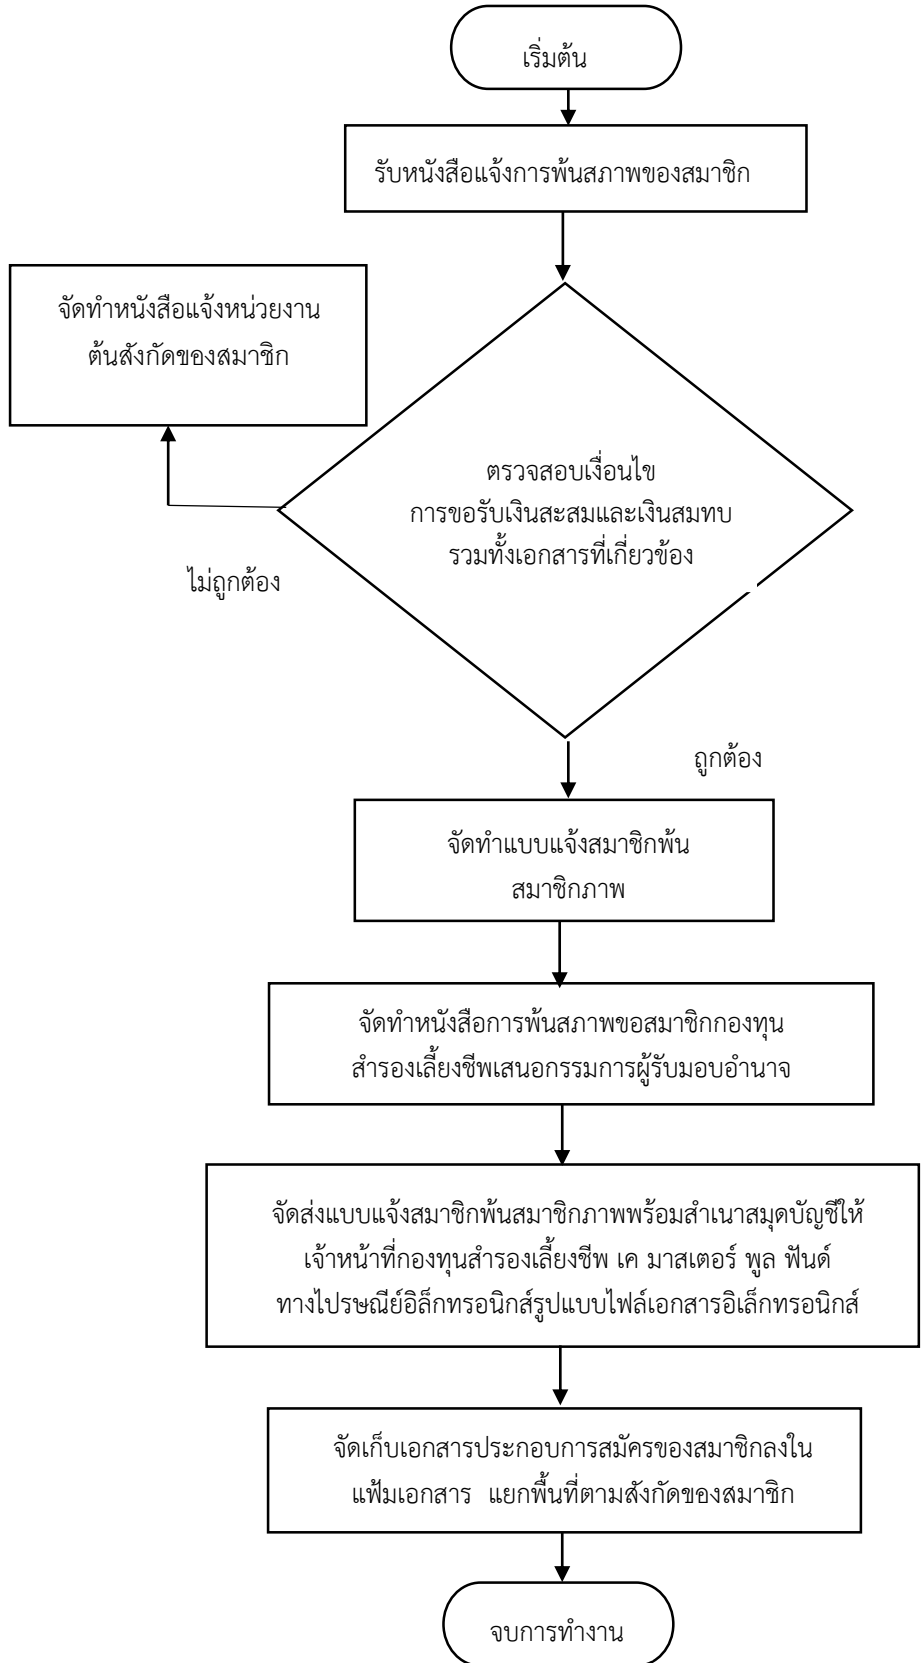 เริ่มต้น
รับหนังสือแจ้งการพ้นสภาพของสมาชิก
จัดทำหนังสือแจ้งหน่วยงาน
ต้นสังกัดของสมาชิก
ตรวจสอบเงื่อนไข
การขอรับเงินสะสมและเงินสมทบ
รวมทั้งเอกสารที่เกี่ยวข้อง
ไม่ถูกต้อง
ถูกต้อง
จัดทำแบบแจ้งสมาชิกพ้น
สมาชิกภาพ
จัดทำหนังสือการพ้นสภาพขอสมาชิกกองทุน
สำรองเลี้ยงชีพเสนอกรรมการผู้รับมอบอำนาจ
จัดส่งแบบแจ้งสมาชิกพ้นสมาชิกภาพพร้อมสำเนาสมุดบัญชีให้
เจ้าหน้าที่กองทุนสำรองเลี้ยงชีพ เค มาสเตอร์ พูล ฟันด์
ทางไปรษณีย์อิล็กทรอนิกส์รูปแบบไฟล์เอกสารอิเล็กทรอนิกส์
จัดเก็บเอกสารประกอบการสมัครของสมาชิกลงใน
แฟ้มเอกสาร แยกพื้นที่ตามสังกัดของสมาชิก
จบการทำงาน